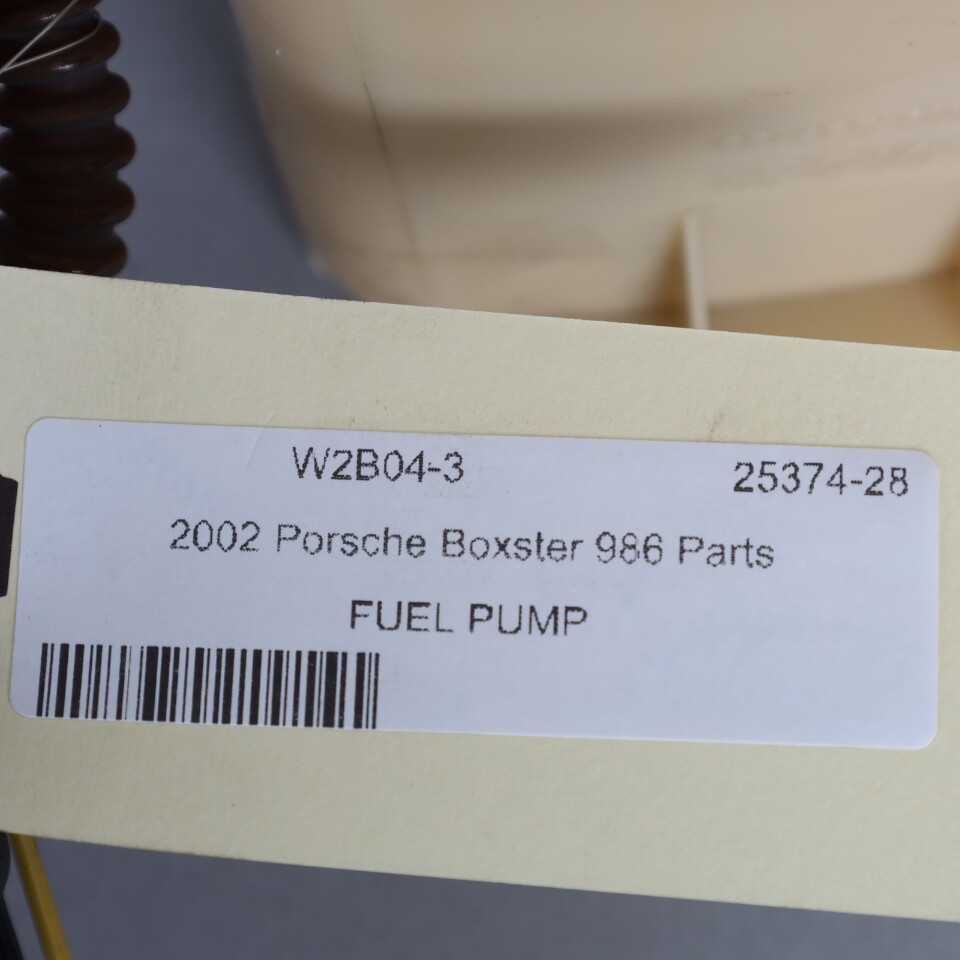 W2B04-3 25374-28
2002 Porsche Boxster 986 Parts
FUEL PUMP